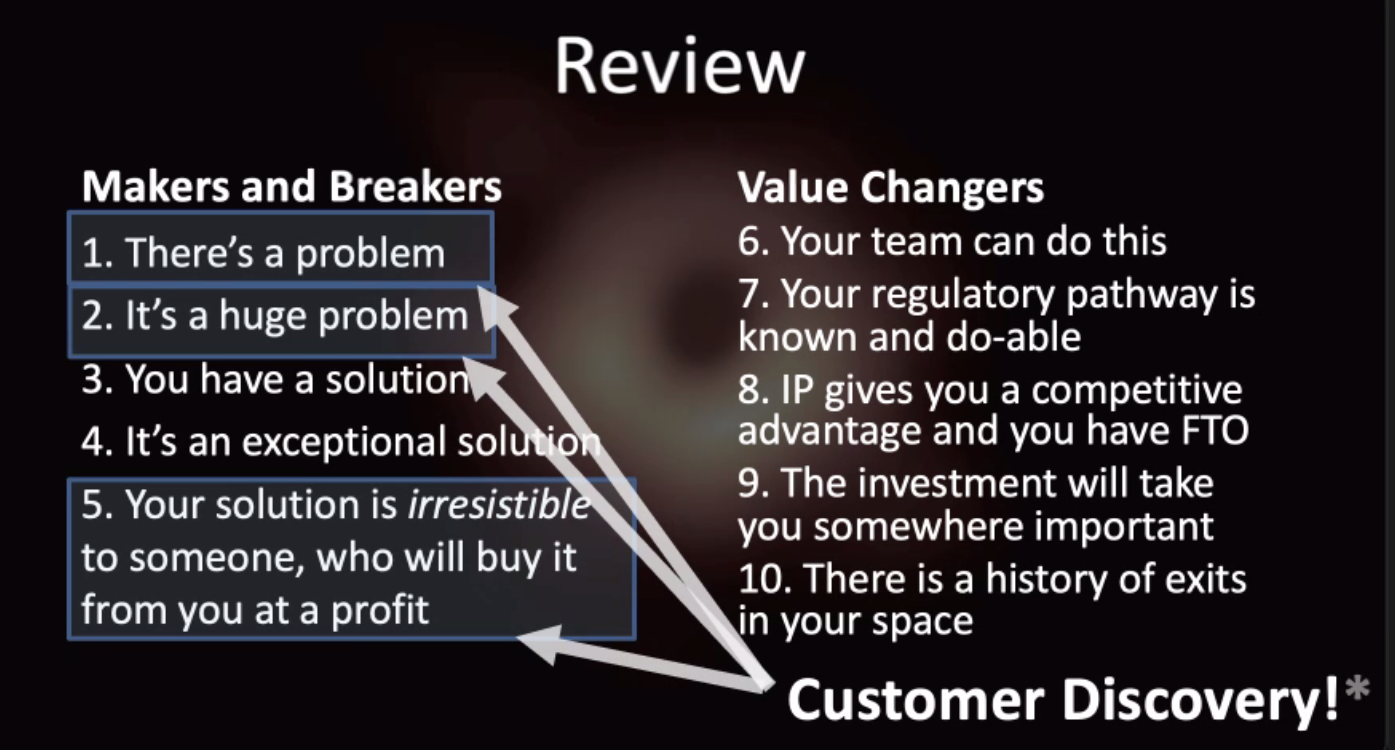 Review
Makers and Breakers
1. There’s a problem
2. It’s a huge problem
3. You have a solution
4. It’s an exceptional solution
5. Your solution is irresistible
to someone, who will buy it
from you at a profit
Value Changers
6. Your team can do this
7. Your regulatory pathway is
known and do-able
8. IP gives you a competitive
advantage and you have FTO
9. The investment will take
you somewhere important
10. There is a history of exits
in your space
Customer Discovery!*